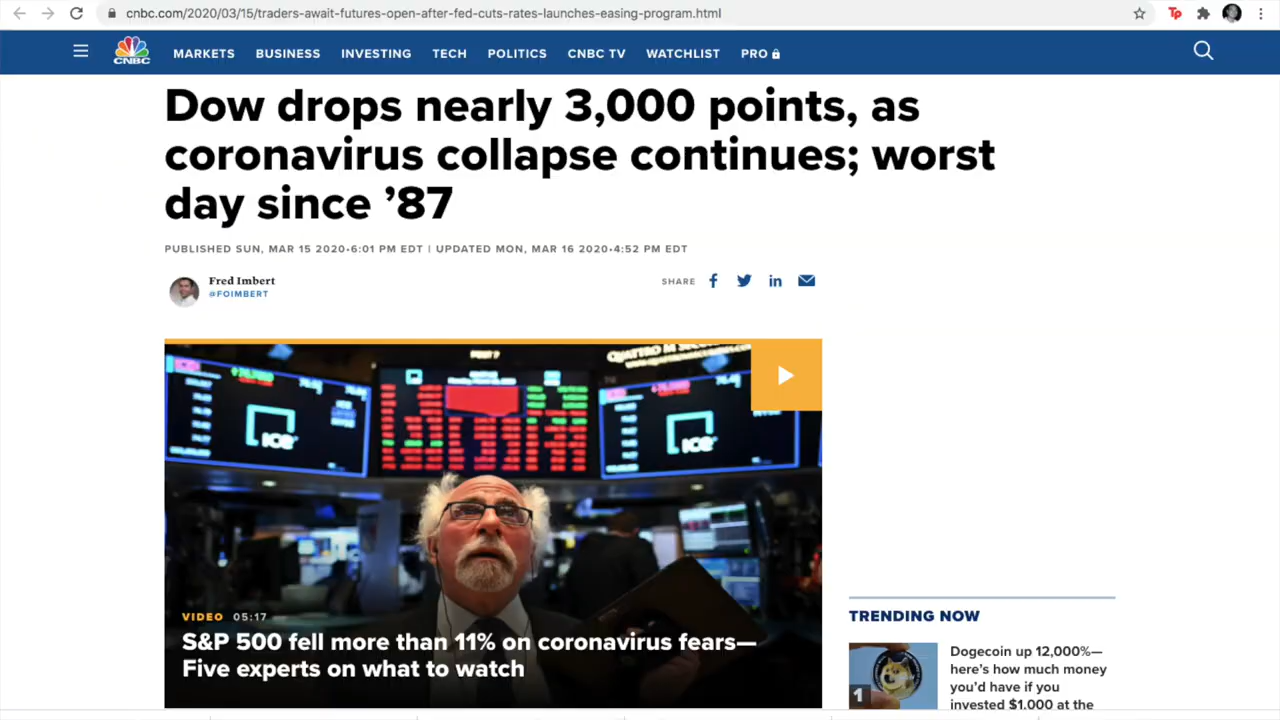 cnbc.com/2020/03/15/traders-await-futures-open-after-fed-cuts-rates-launches-easing-program.html
Tp
CNBC
MARKETS BUSINESS INVESTING TECH POLITICS CNBC TV WATCHLIST PRO
Dow drops nearly 3,000 points, as
coronavirus collapse continues; worst
day since ’87
PUBLISHED SUN, MAR 15 2020•6:01 PM EDT | UPDATED MON, MAR 16 2020•4:52 PM EDT
Fred Imbert
@FOIMBERT
SHARE
ice
ice
VIDEO 05:17
S&P 500 fell more than 11% on coronavirus fears—
Five experts on what to watch
TRENDING NOW
1
Dogecoin up 12,000%—
here’s how much money
you’d have if you
invested $1,000 at the